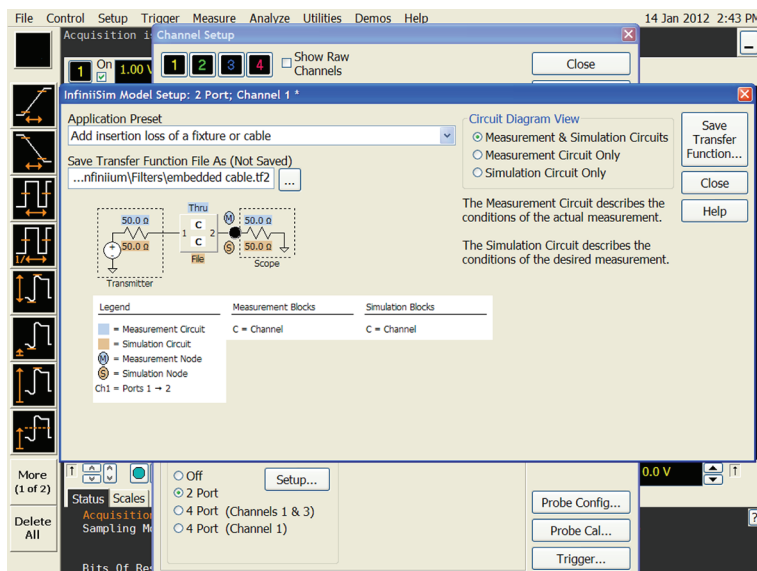 File Control Setup Trigger Measure Analyze Utilities Demos Help 14 Jan 2012 2:43 PM
Channel Setup
On
1
1.00
1 2 3 4
Show Raw
Channels
Close
InfiniiSim Model Setup: 2 Port; Channel 1 *
Application Preset
Add insertion loss of a fixture or cable
Save Transfer Function File As (Not Saved)
...nfiniium\Filters\embedded cable.tf2
...
Circuit Diagram View
Measurement & Simulation Circuits
Measurement Circuit Only
Simulation Circuit Only
Save
Transfer
Function...
Close
Help
The Measurement Circuit describes the
conditions of the actual measurement.
The Simulation Circuit describes the
conditions of the desired measurement.
Thru
50.0 Ω C M 50.0 Ω
1 2
50.0 Ω C S 50.0 Ω
File
Scope
Transmitter
Legend Measurement Blocks Simulation Blocks
= Measurement Circuit C = Channel C = Channel
= Simulation Circuit
M = Measurement Node
S = Simulation Node
Ch1 = Ports 1 → 2
1/
More
(1 of 2)
Delete
All
Status Scales
Off
2 Port
4 Port (Channels 1 & 3)
4 Port (Channel 1)
Setup...
0.0 V
Probe Config...
Probe Cal...
Trigger...
?
Sampling
Bits Of